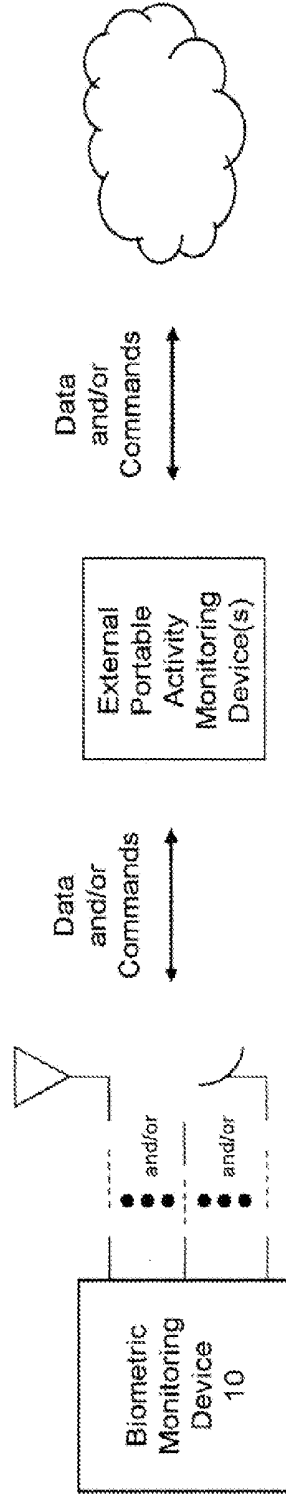 Biometric
Monitoring
Device
10
and/or
and/or
Data
and/or
Commands
External
Portable
Activity
Monitoring
Device(s)
Data
and/or
Commands